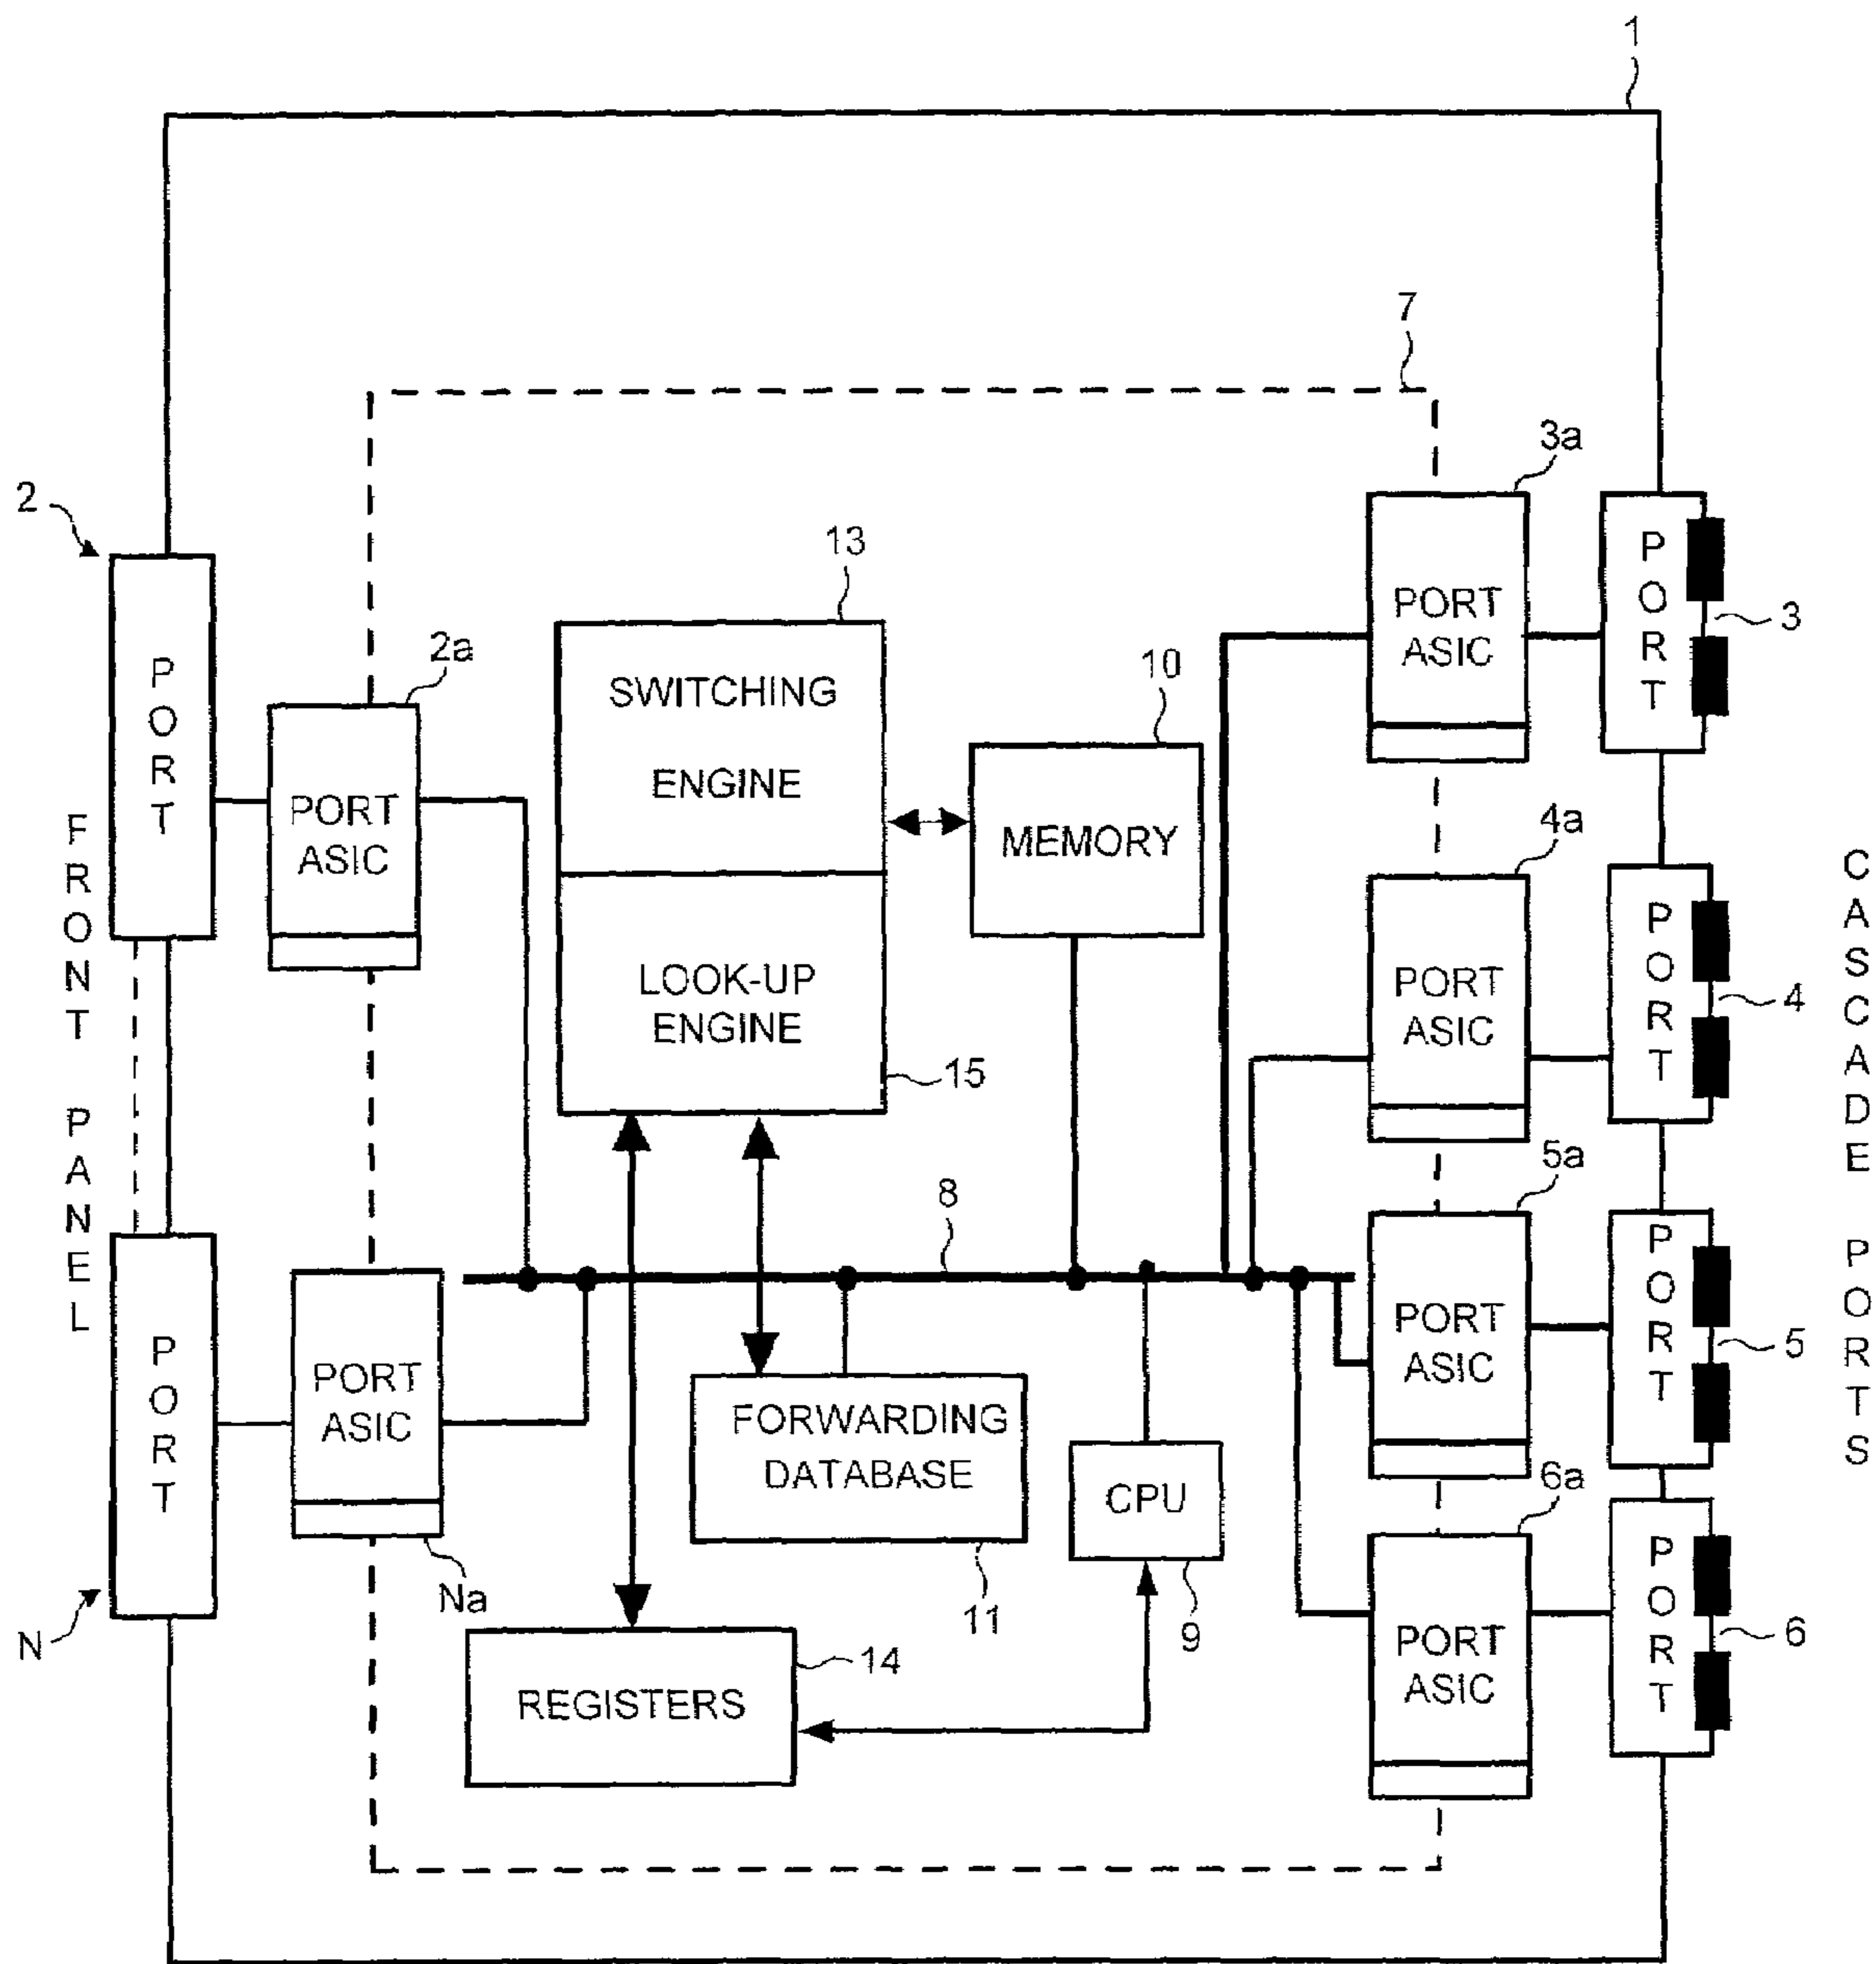 1
7
3a
2
PORT
13
PORT
ASIC
PORT
3
2a
SWITCHING
ENGINE
10
PORT
ASIC
MEMORY
4a
FRONT PANEL
LOOK-UP
ENGINE
15
PORT
ASIC
PORT
4
CASCADE PORTS
5a
8
PORT
PORT
ASIC
PORT
ASIC
PORT
5
FORWARDING
DATABASE
11
CPU
9
6a
Na
N
REGISTERS
14
PORT
ASIC
PORT
6